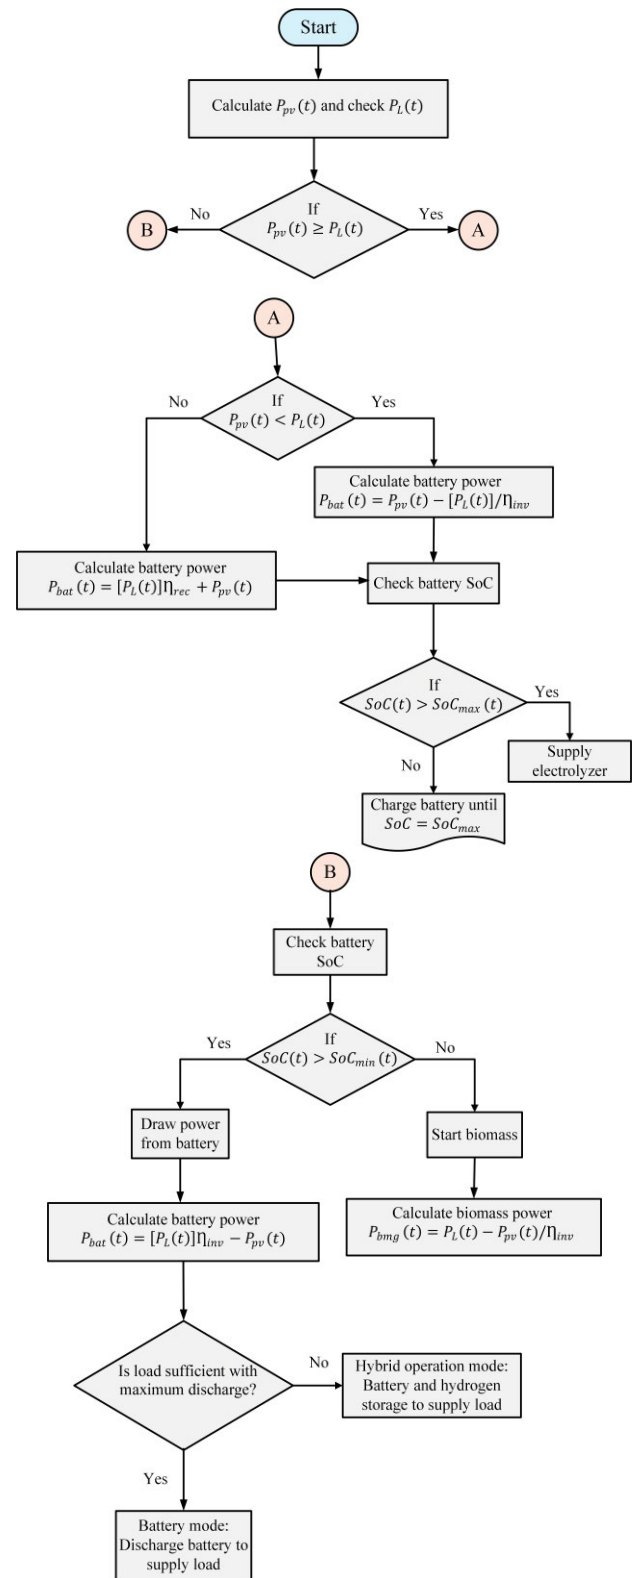 Start
Calculate P_pv(t) and check P_L(t)
If
P_pv(t) ≥ P_L(t)
No
Yes
B
A
A
If
P_pv(t) < P_L(t)
No
Yes
Calculate battery power
P_bat(t) = P_pv(t) − [P_L(t)]/Ƞ_inv
Calculate battery power
P_bat(t) = [P_L(t)]Ƞ_rec + P_pv(t)
Check battery SoC
If
SoC(t) > SoC_max(t)
Yes
No
Supply
electrolyzer
Charge battery until
SoC = SoC_max
B
Check battery
SoC
If
SoC(t) > SoC_min(t)
Yes
No
Draw power
from battery
Start biomass
Calculate battery power
P_bat(t) = [P_L(t)]Ƞ_inv − P_pv(t)
Calculate biomass power
P_bmg(t) = P_L(t) − P_pv(t)/Ƞ_inv
Is load sufficient with
maximum discharge?
No
Hybrid operation mode:
Battery and hydrogen
storage to supply load
Yes
Battery mode:
Discharge battery to
supply load